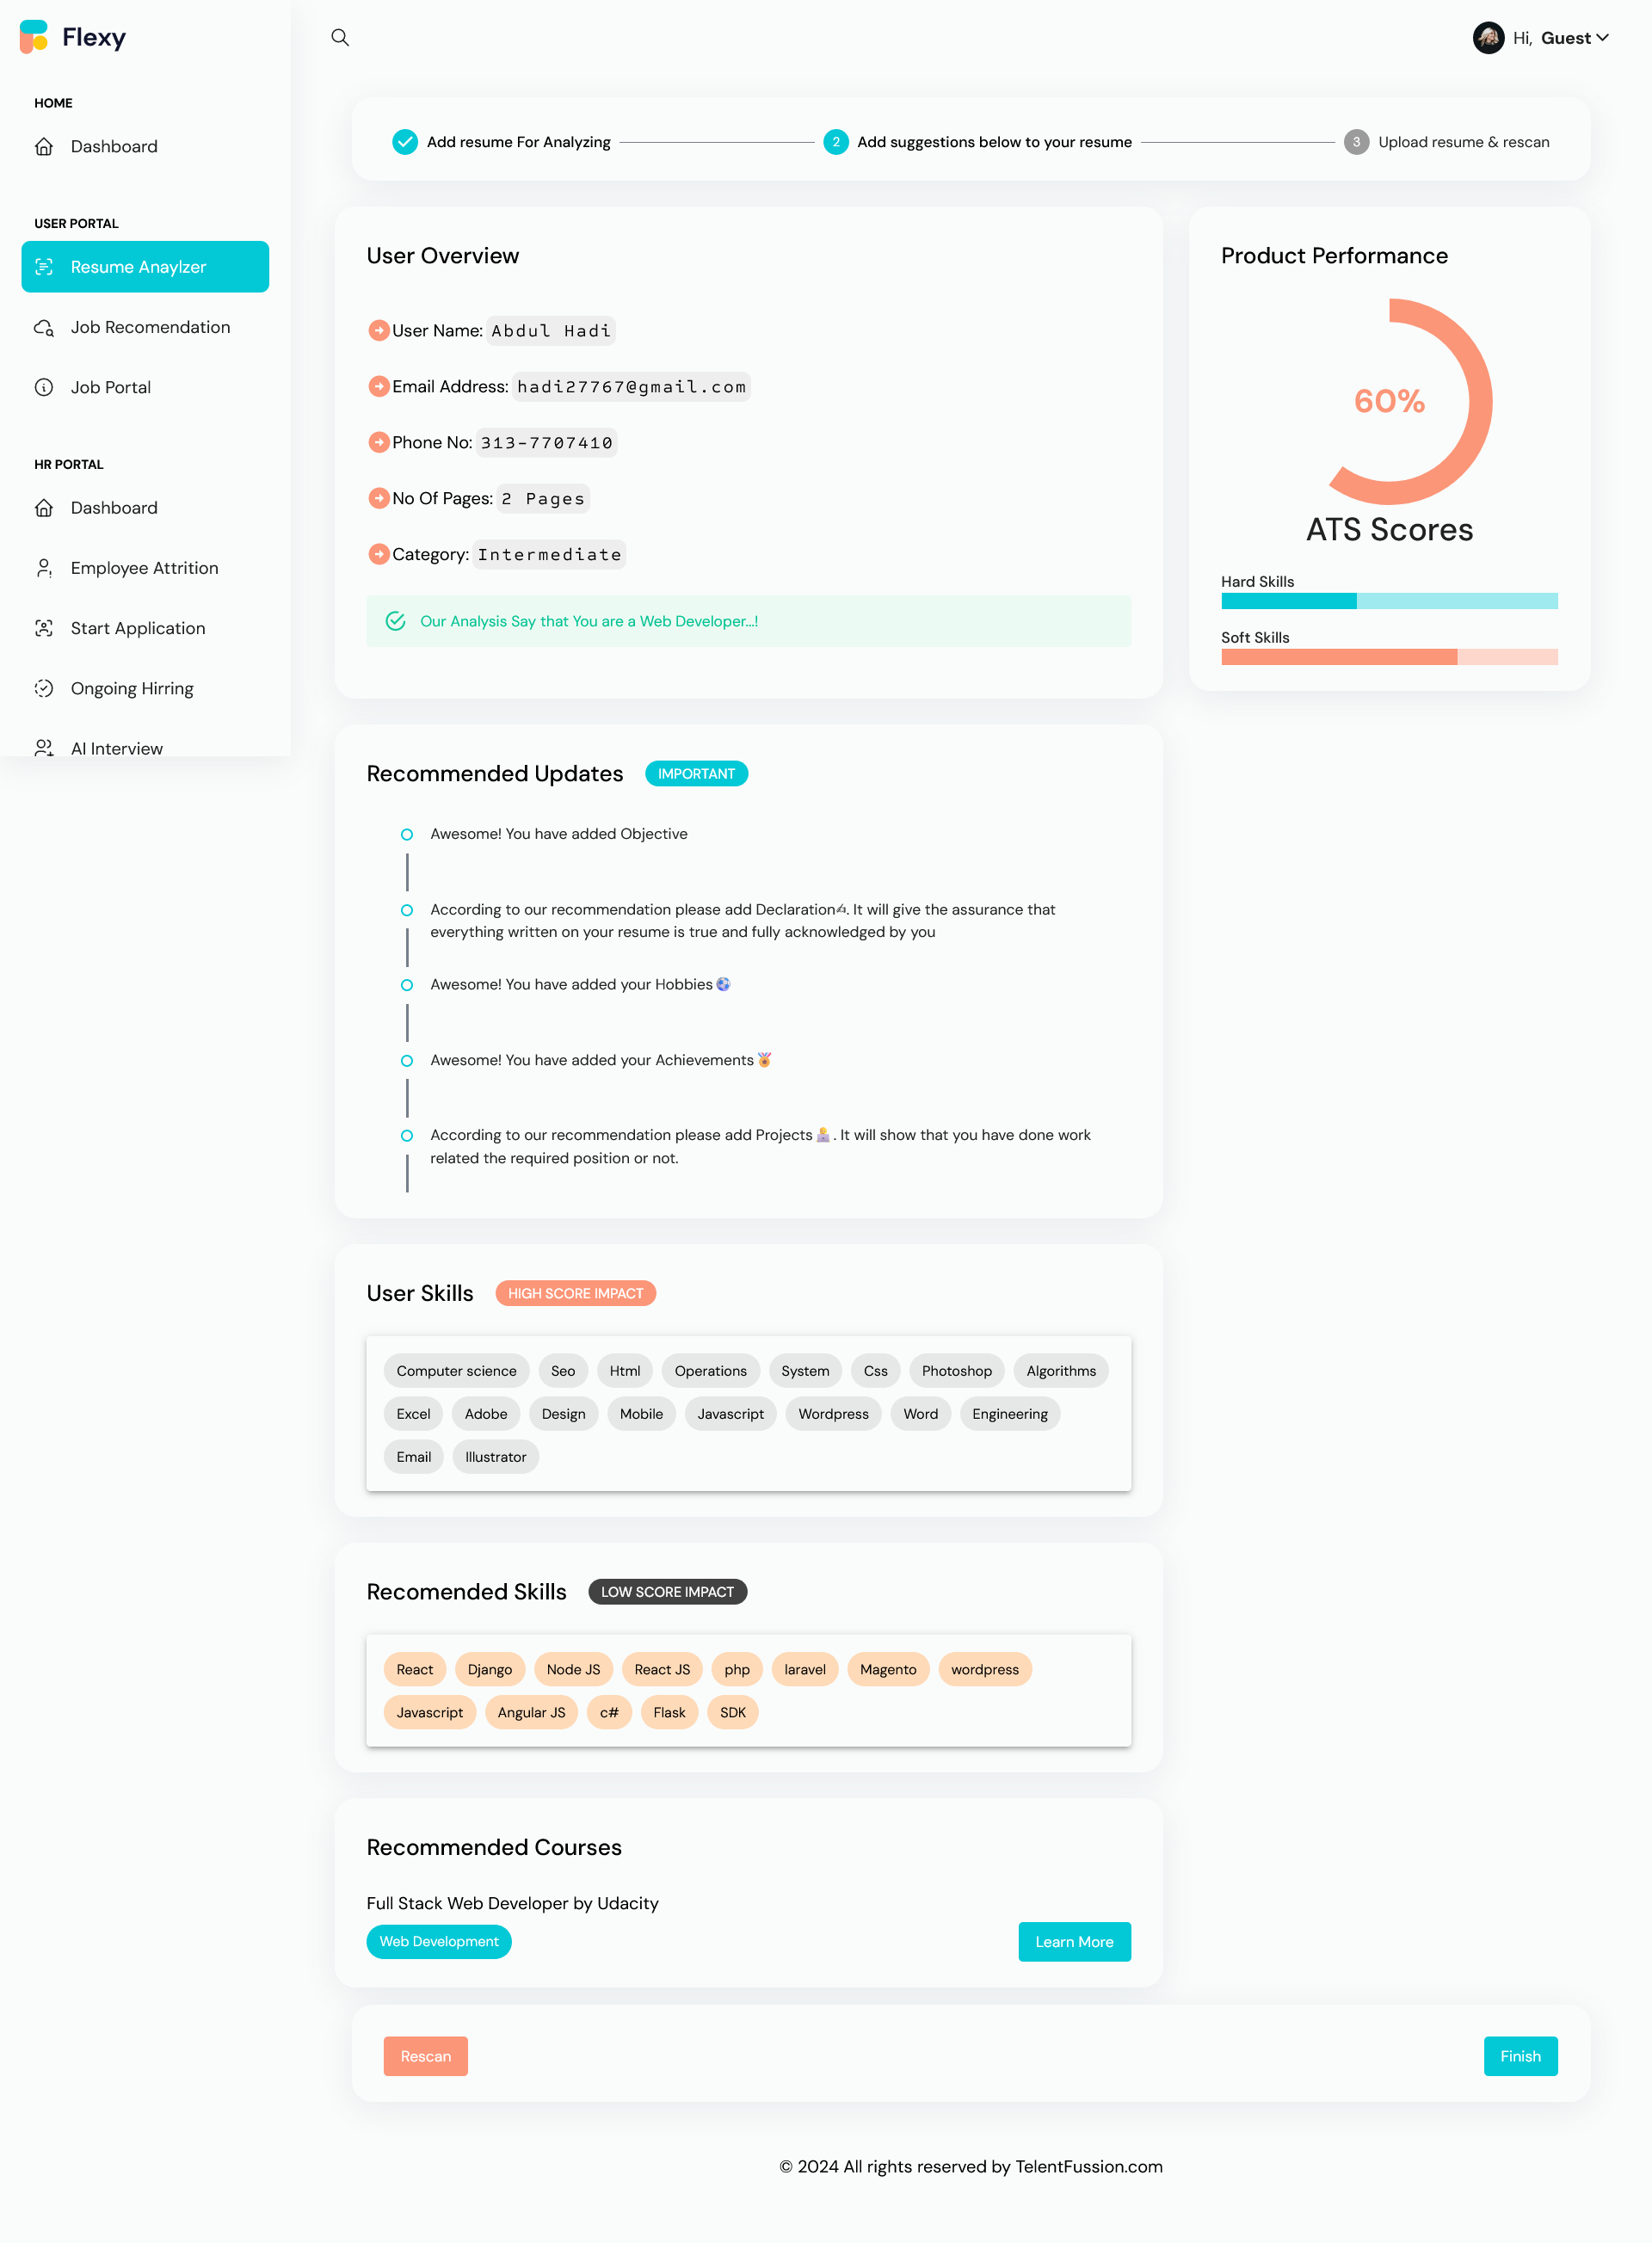 Flexy
HOME
Dashboard
USER PORTAL
Resume Anaylzer
Job Recomendation
Job Portal
HR PORTAL
Dashboard
Employee Attrition
Start Application
Ongoing Hirring
AI Interview
Hi, Guest
Add resume For Analyzing
2 Add suggestions below to your resume
3 Upload resume & rescan
User Overview
User Name: Abdul Hadi
Email Address: hadi27767@gmail.com
Phone No: 313-7707410
No Of Pages: 2 Pages
Category: Intermediate
Our Analysis Say that You are a Web Developer...!
Product Performance
60%
ATS Scores
Hard Skills
Soft Skills
Recommended Updates IMPORTANT
Awesome! You have added Objective
According to our recommendation please add Declaration✍. It will give the assurance that
everything written on your resume is true and fully acknowledged by you
Awesome! You have added your Hobbies
Awesome! You have added your Achievements
According to our recommendation please add Projects. It will show that you have done work
related the required position or not.
User Skills HIGH SCORE IMPACT
Computer science Seo Html Operations System Css Photoshop Algorithms
Excel Adobe Design Mobile Javascript Wordpress Word Engineering
Email Illustrator
Recomended Skills LOW SCORE IMPACT
React Django Node JS React JS php laravel Magento wordpress
Javascript Angular JS c# Flask SDK
Recommended Courses
Full Stack Web Developer by Udacity
Web Development
Learn More
Rescan
Finish
© 2024 All rights reserved by TelentFussion.com